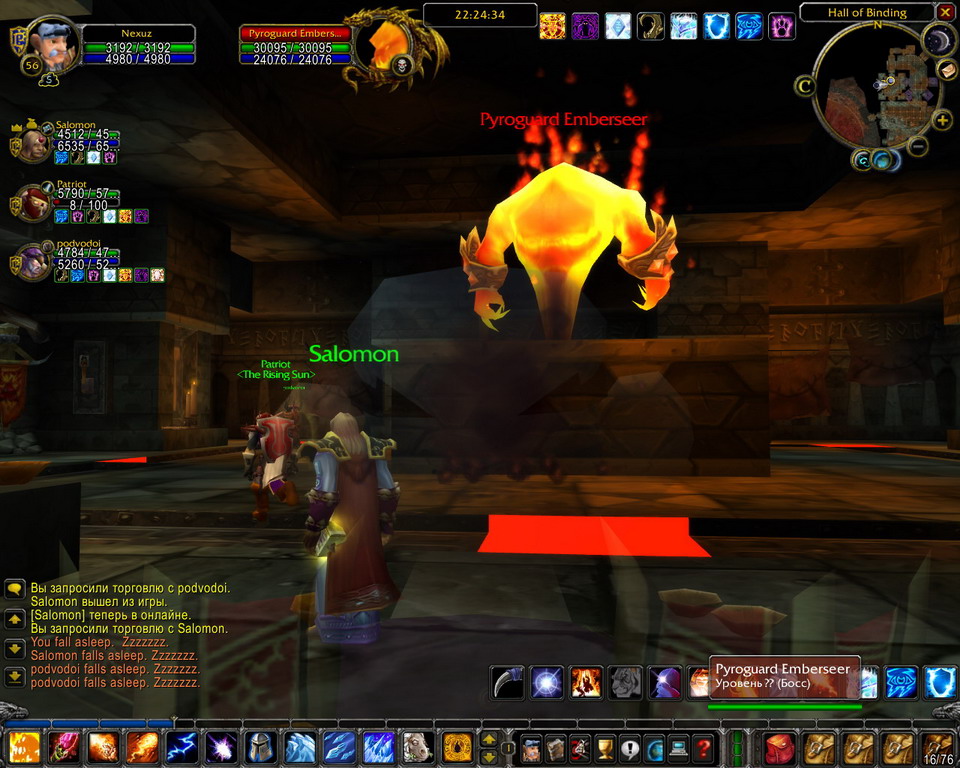 Nexuz
3192 / 3192
4980 / 4980
56
5
Pyroguard Embers...
30095 / 30095
24076 / 24076
22:24:34
Hall of Binding
N
C
Salomon
4512 / 45...
6535 / 65...
Patriot
5790 / 57...
8 / 100
podvodoi
4784 / 47...
5260 / 52...
Pyroguard Emberseer
Salomon
Patriot
<The Rising Sun>
Вы запросили торговлю с podvodoi.
Salomon вышел из игры.
[Salomon] теперь в онлайне.
Вы запросили торговлю с Salomon.
You fall asleep. Zzzzzzz.
Salomon falls asleep. Zzzzzzz.
podvodoi falls asleep. Zzzzzzz.
podvodoi falls asleep. Zzzzzzz.
Pyroguard Emberseer
Уровень ?? (Босс)
1
16/76